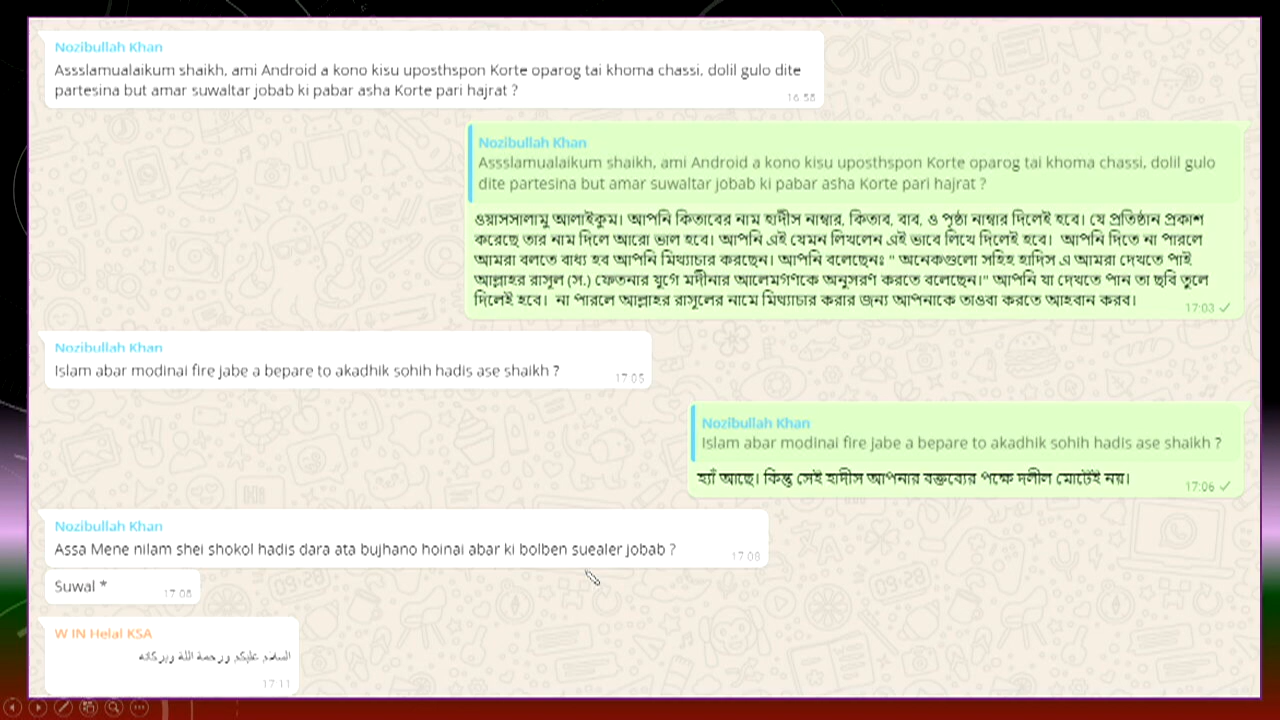 Nozibullah Khan
Assslamualaikum shaikh, ami Android a kono kisu uposthspon Korte oparog tai khoma chassi, dolil gulo dite
partesina but amar suwaltar jobab ki pabar asha Korte pari hajrat ?
16:58
Nozibullah Khan
Assslamualaikum shaikh, ami Android a kono kisu uposthspon Korte oparog tai khoma chassi, dolil gulo
dite partesina but amar suwaltar jobab ki pabar asha Korte pari hajrat ?
ওয়াসসালামু আলাইকুম। আপনি কিতাবের নাম হাদীস নাম্বার, কিতাব, বাব, ও পৃষ্ঠা নাম্বার দিলেই হবে। যে প্রতিষ্ঠান প্রকাশ
করেছে তার নাম দিলে আরো ভাল হবে। আপনি এই যেমন লিখলেন এই ভাবে লিখে দিলেই হবে। আপনি দিতে না পারলে
আমরা বলতে বাধ্য হব আপনি মিথ্যাচার করছেন। আপনি বলেছেনঃ " অনেকগুলো সহিহ হাদিস এ আমরা দেখতে পাই
আল্লাহর রাসূল (স.) ফেতনার যুগে মদীনার আলেমগণকে অনুসরণ করতে বলেছেন।" আপনি যা দেখতে পান তা ছবি তুলে
দিলেই হবে। না পারলে আল্লাহর রাসূলের নামে মিথ্যাচার করার জন্য আপনাকে তাওবা করতে আহবান করব।
17:03
Nozibullah Khan
Islam abar modinai fire jabe a bepare to akadhik sohih hadis ase shaikh ?
17:05
Nozibullah Khan
Islam abar modinai fire jabe a bepare to akadhik sohih hadis ase shaikh ?
হ্যাঁ আছে। কিন্তু সেই হাদীস আপনার বক্তব্যের পক্ষে দলীল মোটেই নয়।
17:06
Nozibullah Khan
Assa Mene nilam shei shokol hadis dara ata bujhano hoinai abar ki bolben suealer jobab ?
17:08
Suwal *
17:08
W IN Helal KSA
السلام عليكم ورحمة الله وبركاته
17:11